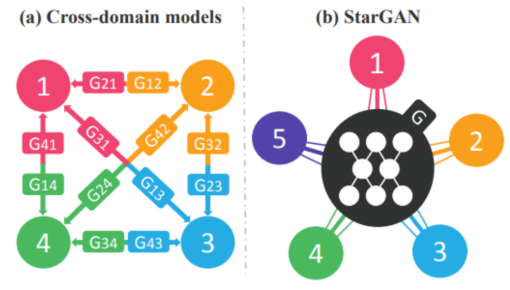 (a) Cross-domain models
1
G21 G12
2
G41
G31
G42
G32
G14
G24
G13
G23
4
G34 G43
3
(b) StarGAN
1
G
5
2
4
3